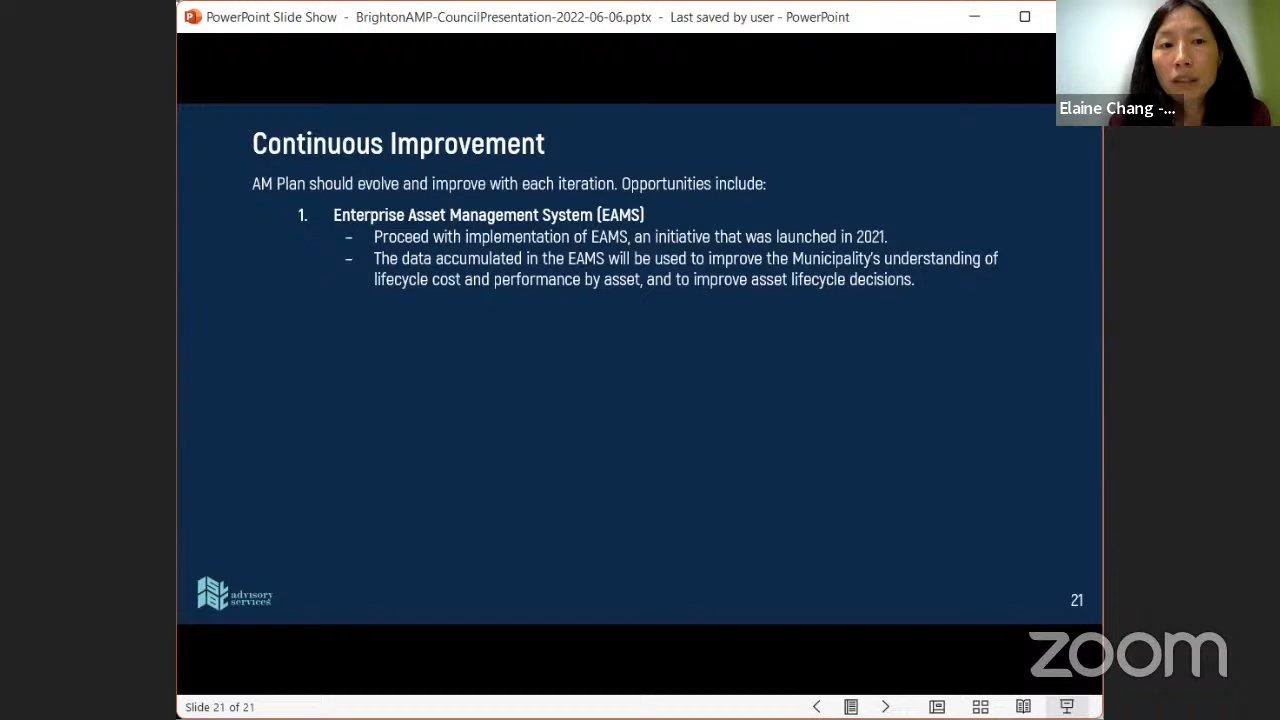 PowerPoint Slide Show - BrightonAMP-CouncilPresentation-2022-06-06.pptx - Last saved by user - PowerPoint
Elaine Chang -...
Continuous Improvement
AM Plan should evolve and improve with each iteration. Opportunities include:
1. Enterprise Asset Management System (EAMS)
– Proceed with implementation of EAMS, an initiative that was launched in 2021.
– The data accumulated in the EAMS will be used to improve the Municipality's understanding of
lifecycle cost and performance by asset, and to improve asset lifecycle decisions.
advisory
services
21
zoom
Slide 21 of 21